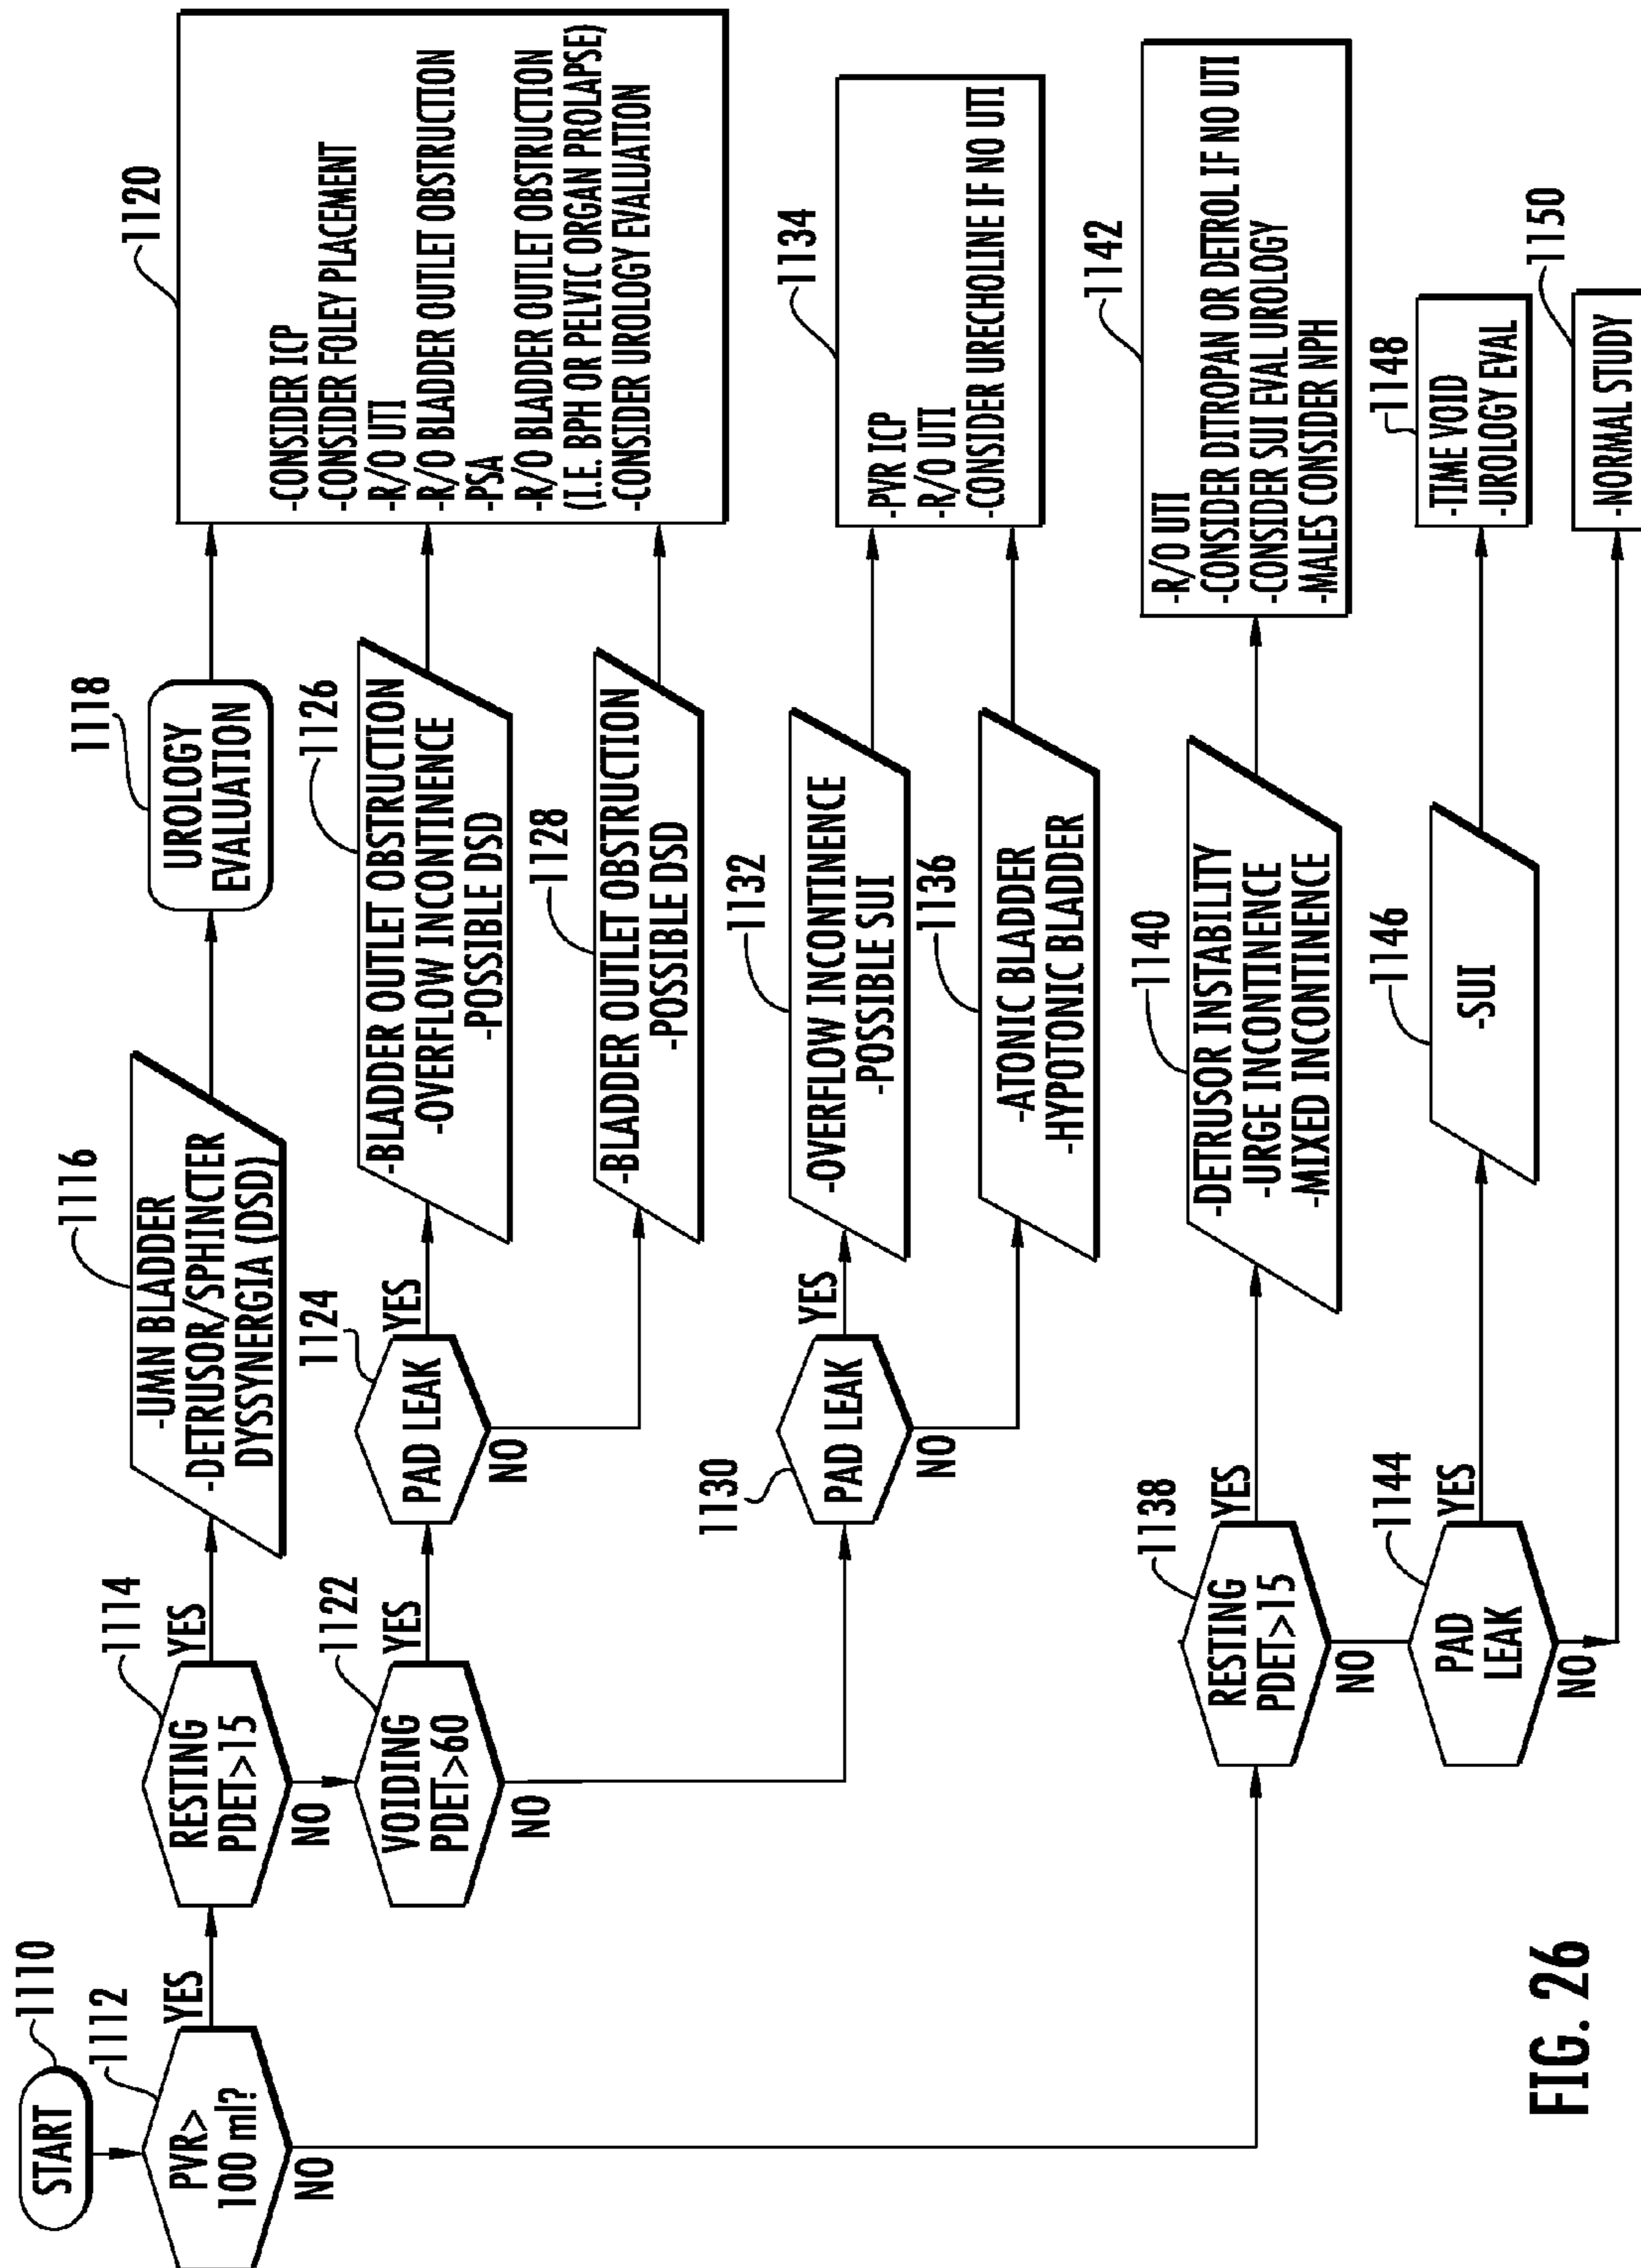 1110
START
1112
PVR>
100 ml?
YES
NO
1114
RESTING
PDET>15
YES
NO
1116
-UMN BLADDER
-DETRUSOR/SPHINCTER
DYSSYNERGIA (DSD)
1118
UROLOGY
EVALUATION
1120
-CONSIDER ICP
-CONSIDER FOLEY PLACEMENT
-R/O UTI
-R/O BLADDER OUTLET OBSTRUCTION
-PSA
-R/O BLADDER OUTLET OBSTRUCTION
(I.E. BPH OR PELVIC ORGAN PROLAPSE)
-CONSIDER UROLOGY EVALUATION
1122
VOIDING
PDET>60
YES
NO
1124
PAD LEAK
YES
NO
1126
-BLADDER OUTLET OBSTRUCTION
-OVERFLOW INCONTINENCE
-POSSIBLE DSD
1128
-BLADDER OUTLET OBSTRUCTION
-POSSIBLE DSD
1130
PAD LEAK
YES
NO
1132
-OVERFLOW INCONTINENCE
-POSSIBLE SUI
1134
-PVR ICP
-R/O UTI
-CONSIDER URECHOLINE IF NO UTI
1136
-ATONIC BLADDER
-HYPOTONIC BLADDER
1138
RESTING
PDET>15
YES
NO
1140
-DETRUSOR INSTABILITY
-URGE INCONTINENCE
-MIXED INCONTINENCE
1142
-R/O UTI
-CONSIDER DITROPAN OR DETROL IF NO UTI
-CONSIDER SUI EVAL UROLOGY
-MALES CONSIDER NPH
1144
PAD
LEAK
YES
NO
1146
-SUI
1148
-TIME VOID
-UROLOGY EVAL
1150
-NORMAL STUDY
FIG. 26